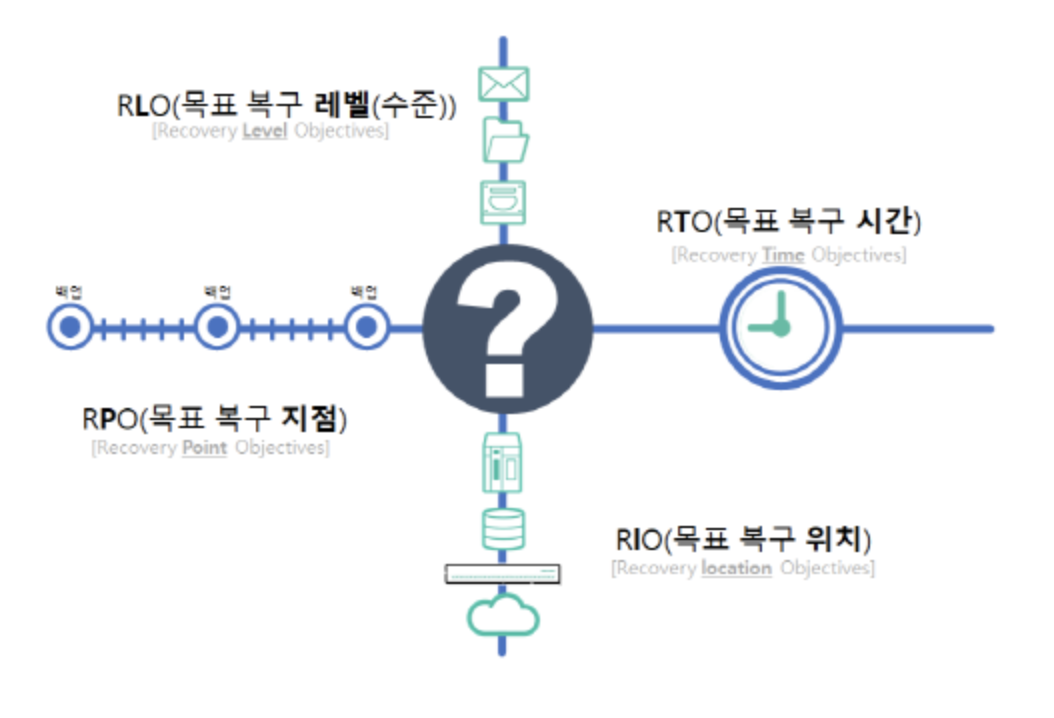 RLO(목표 복구 레벨(수준))
[Recovery Level Objectives]
RTO(목표 복구 시간)
[Recovery Time Objectives]
백업 백업 백업
RPO(목표 복구 지점)
[Recovery Point Objectives]
?
RlO(목표 복구 위치)
[Recovery location Objectives]